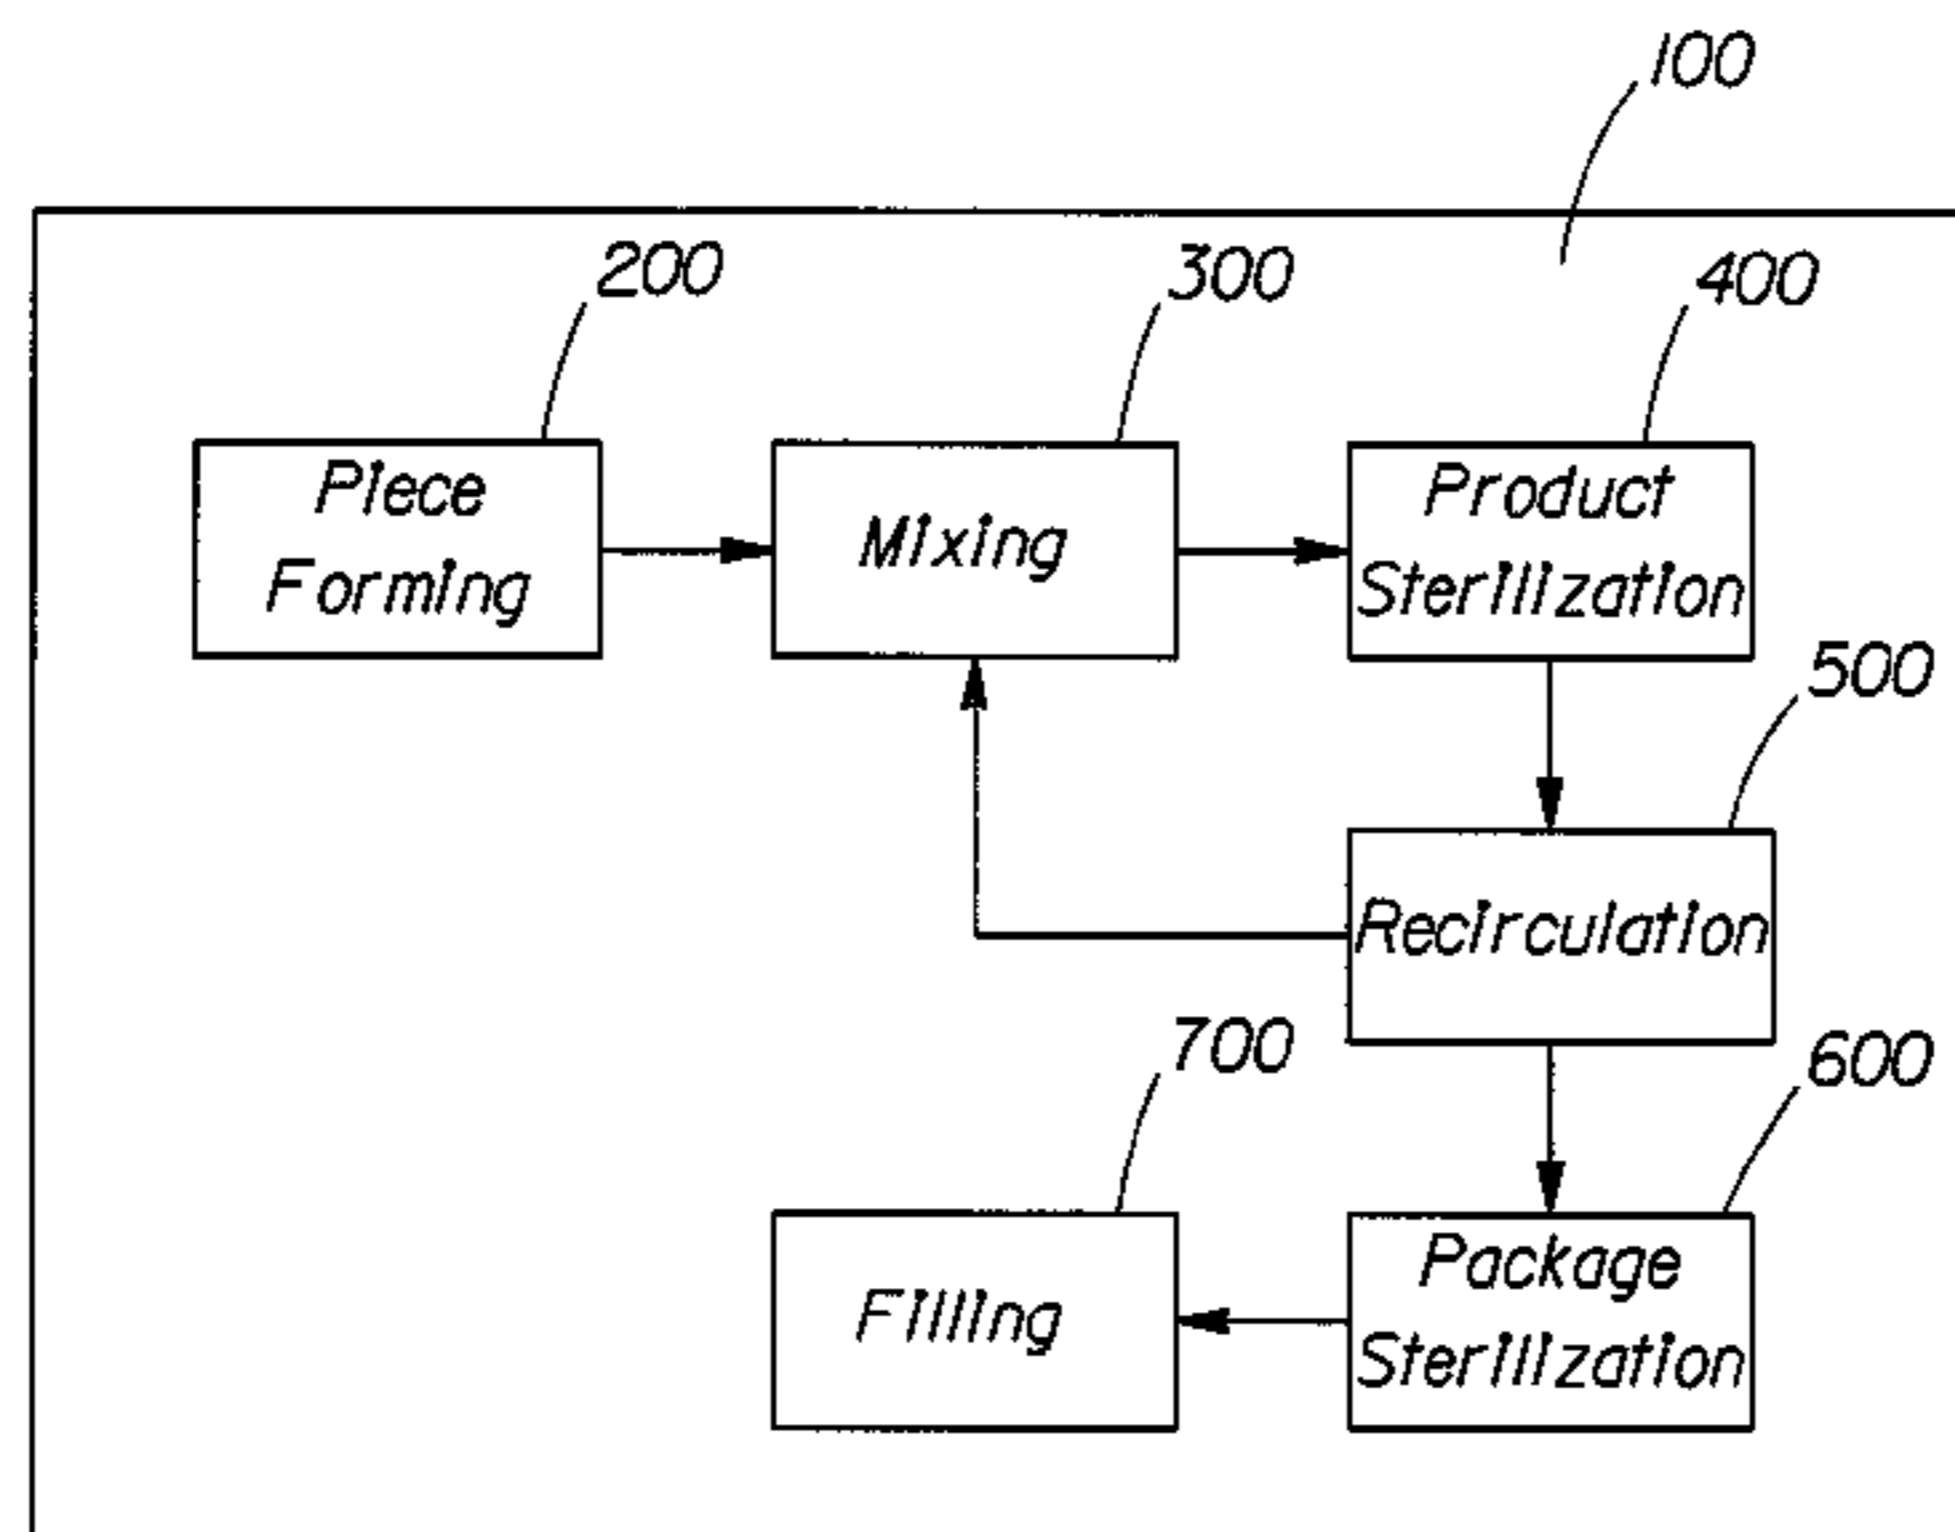 100
200
300
400
Piece
Forming
Mixing
Product
Sterilization
500
Recirculation
700
600
Filling
Package
Sterilization